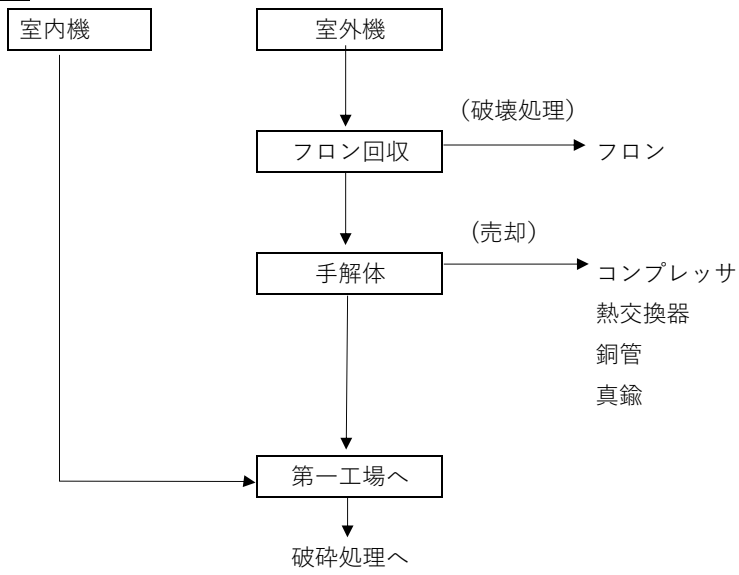 室内機
室外機
（破壊処理）
フロン回収
フロン
（売却）
手解体
コンプレッサ
熱交換器
銅管
真鍮
第一工場へ
破砕処理へ